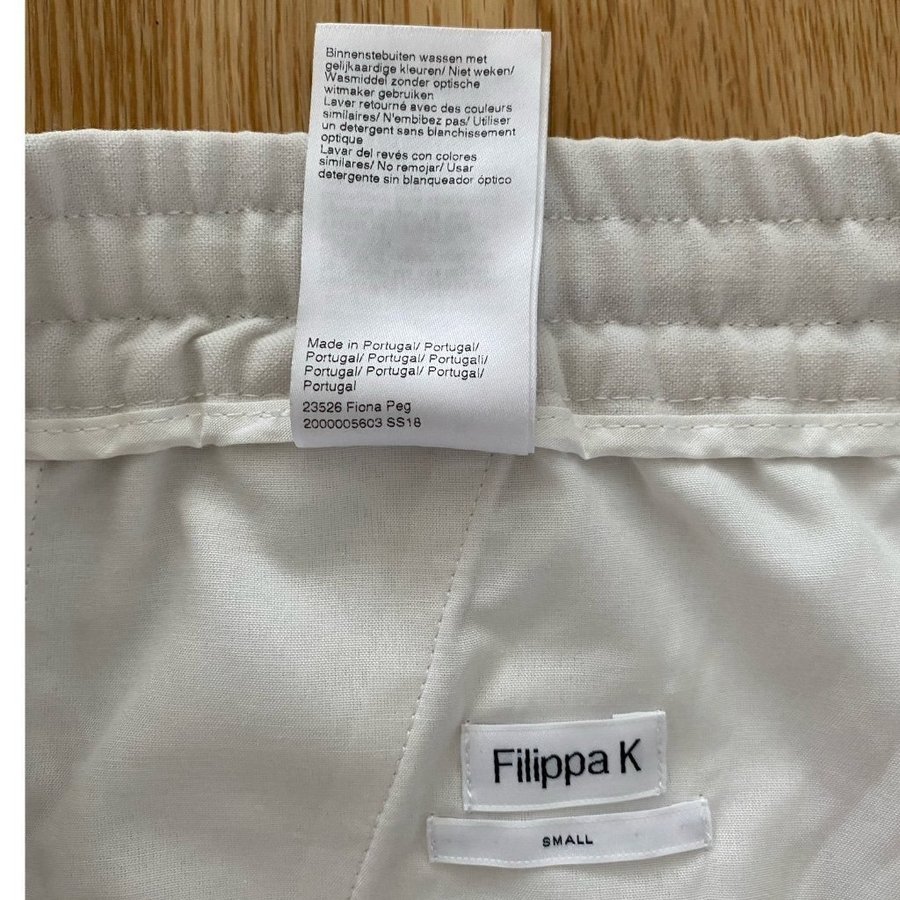 Binnenstebuiten wassen met
gelijkaardige kleuren/ Niet weken/
Wasmiddel zonder optische
witmaker gebruiken
Laver retourné avec des couleurs
similaires/ N'embibez pas/ Utiliser
un detergent sans blanchissement
optique
Lavar del revés con colores
similares/ No remojar/ Usar
detergente sin blanqueador óptico
Made in Portugal/ Portugal/
Portugal/ Portugal/ Portugali/
Portugal/ Portugal/ Portugal/
Portugal
23526 Fiona Peg
2000005603 SS18
Filippa K
SMALL